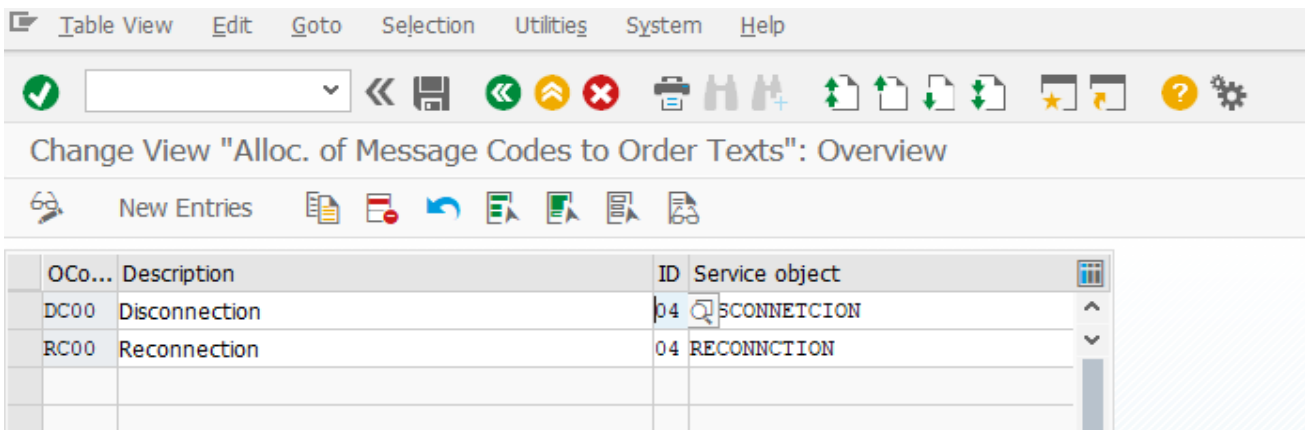 Table View Edit Goto Selection Utilities System Help
Change View "Alloc. of Message Codes to Order Texts": Overview
New Entries
OCo... Description ID Service object
DC00 Disconnection 04 SCONNETCION
RC00 Reconnection 04 RECONNCTION